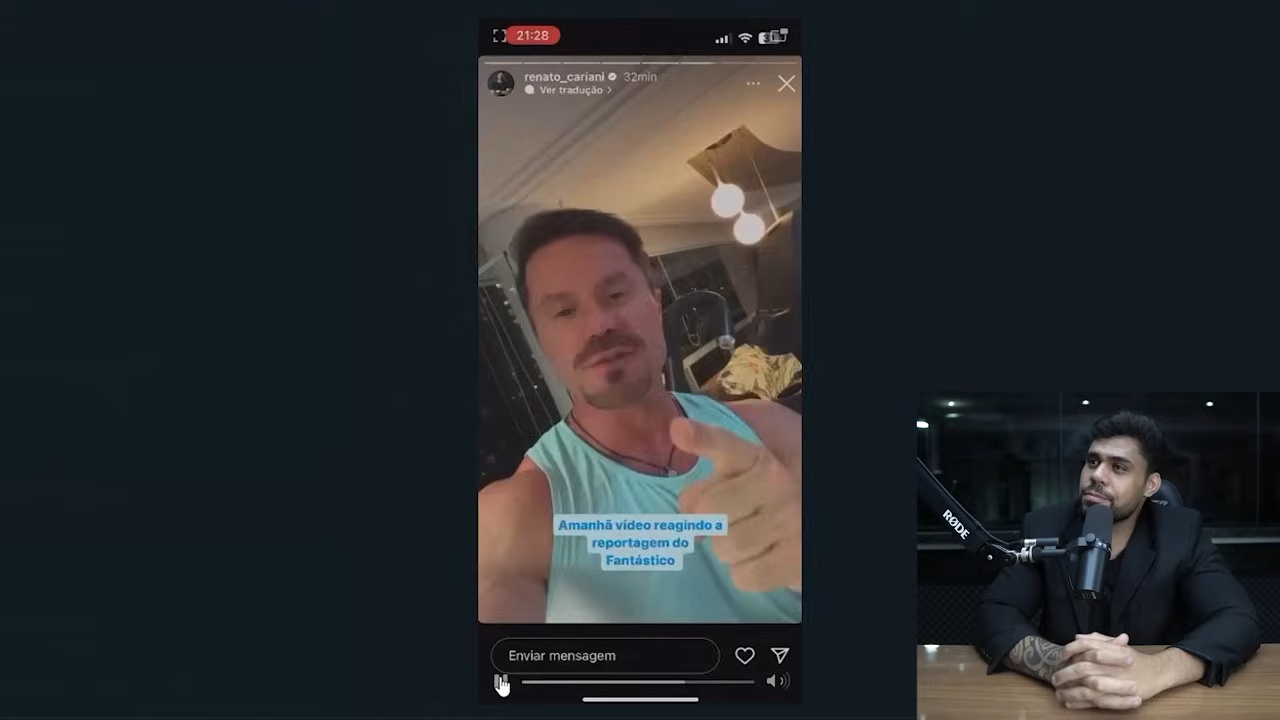 21:28
renato_cariani 32min
Ver tradução >
Amanhã vídeo reagindo a
reportagem do
Fantástico
Enviar mensagem
RØDE